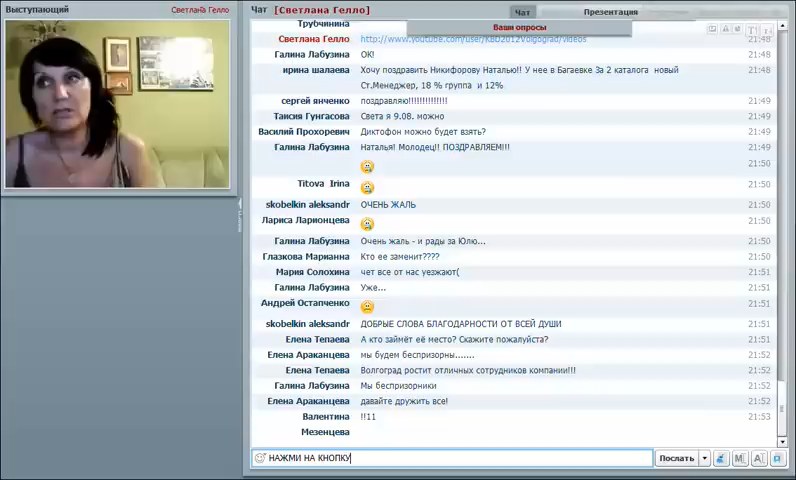 Выступающий
Светлана Гелло
Чат [Светлана Гелло]
Чат
Презентация
Ваши опросы
Трубчинина
Светлана Гелло http://www.youtube.com/user/KBO2012Volgograd/videos 21:48
Галина Лабузина ОК! 21:48
ирина шалаева Хочу поздравить Никифорову Наталью!! У нее в Багаевке За 2 каталога новый 21:48
Ст.Менеджер, 18 % группа и 12%
сергей янченко поздравляю!!!!!!!!!!!!!! 21:49
Таисия Гунгасова Света я 9.08. можно 21:49
Василий Прохоревич Диктофон можно будет взять? 21:49
Галина Лабузина Наталья! Молодец!! ПОЗДРАВЛЯЕМ!!! 21:49
21:50
Titova Irina 21:50
skobelkin aleksandr ОЧЕНЬ ЖАЛЬ 21:50
Лариса Ларионцева 21:50
Галина Лабузина Очень жаль - и рады за Юлю... 21:50
Глазкова Марианна Кто ее заменит???? 21:50
Мария Солохина чет все от нас уезжают( 21:51
Галина Лабузина Уже... 21:51
Андрей Остапченко 21:51
skobelkin aleksandr ДОБРЫЕ СЛОВА БЛАГОДАРНОСТИ ОТ ВСЕЙ ДУШИ 21:51
Елена Тепаева А кто займёт её место? Скажите пожалуйста? 21:51
Елена Араканцева мы будем беспризорны....... 21:52
Елена Тепаева Волгоград ростит отличных сотрудников компании!!! 21:52
Галина Лабузина Мы беспризорники 21:52
Елена Араканцева давайте дружить все! 21:52
Валентина !!11 21:53
Мезенцева
НАЖМИ НА КНОПКУ
Послать